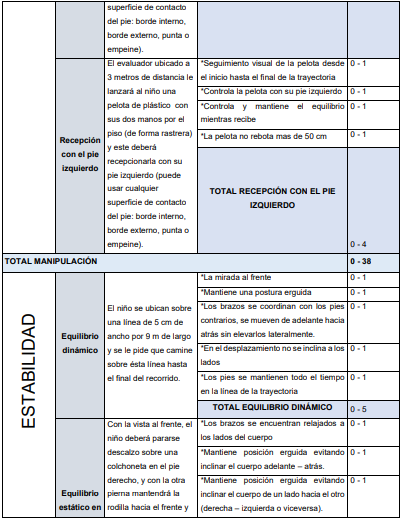 superficie de contacto
del pie: borde interno,
borde externo, punta o
empeine).
Recepción
con el pie
izquierdo
El evaluador ubicado a
3 metros de distancia le
lanzará al niño una
pelota de plástico con
sus dos manos por el
piso (de forma rastrera)
y este deberá
recepcionarla con su
pie izquierdo (puede
usar cualquier
superficie de contacto
del pie: borde interno,
borde externo, punta o
empeine).
*Seguimiento visual de la pelota desde
el inicio hasta el final de la trayectoria
0 - 1
*Controla la pelota con su pie izquierdo
0 - 1
*Controla y mantiene el equilibrio
mientras recibe
0 - 1
*La pelota no rebota mas de 50 cm
0 - 1
TOTAL RECEPCIÓN CON EL PIE
IZQUIERDO
0 - 4
TOTAL MANIPULACIÓN
0 - 38
ESTABILIDAD
Equilibrio
dinámico
El niño se ubican sobre
una línea de 5 cm de
ancho por 9 m de largo
y se le pide que camine
sobre ésta línea hasta
el final del recorrido.
*La mirada al frente
0 - 1
*Mantiene una postura erguida
0 - 1
*Los brazos se coordinan con los pies
contrarios, se mueven de adelante hacia
atrás sin elevarlos lateralmente.
0 - 1
*En el desplazamiento no se inclina a los
lados
0 - 1
*Los pies se mantienen todo el tiempo
en la línea de la trayectoria
0 - 1
TOTAL EQUILIBRIO DINÁMICO
0 - 5
Equilibrio
estático en
Con la vista al frente, el
niño deberá pararse
descalzo sobre una
colchoneta en el pie
derecho, y con la otra
pierna mantendrá la
rodilla hacia el frente y
*Los brazos se encuentran relajados a
los lados del cuerpo
0 - 1
*Mantiene posición erguida evitando
inclinar el cuerpo adelante – atrás.
0 - 1
*Mantiene posición erguida evitando
inclinar el cuerpo de un lado hacia el otro
(derecha – izquierda o viceversa).
0 - 1